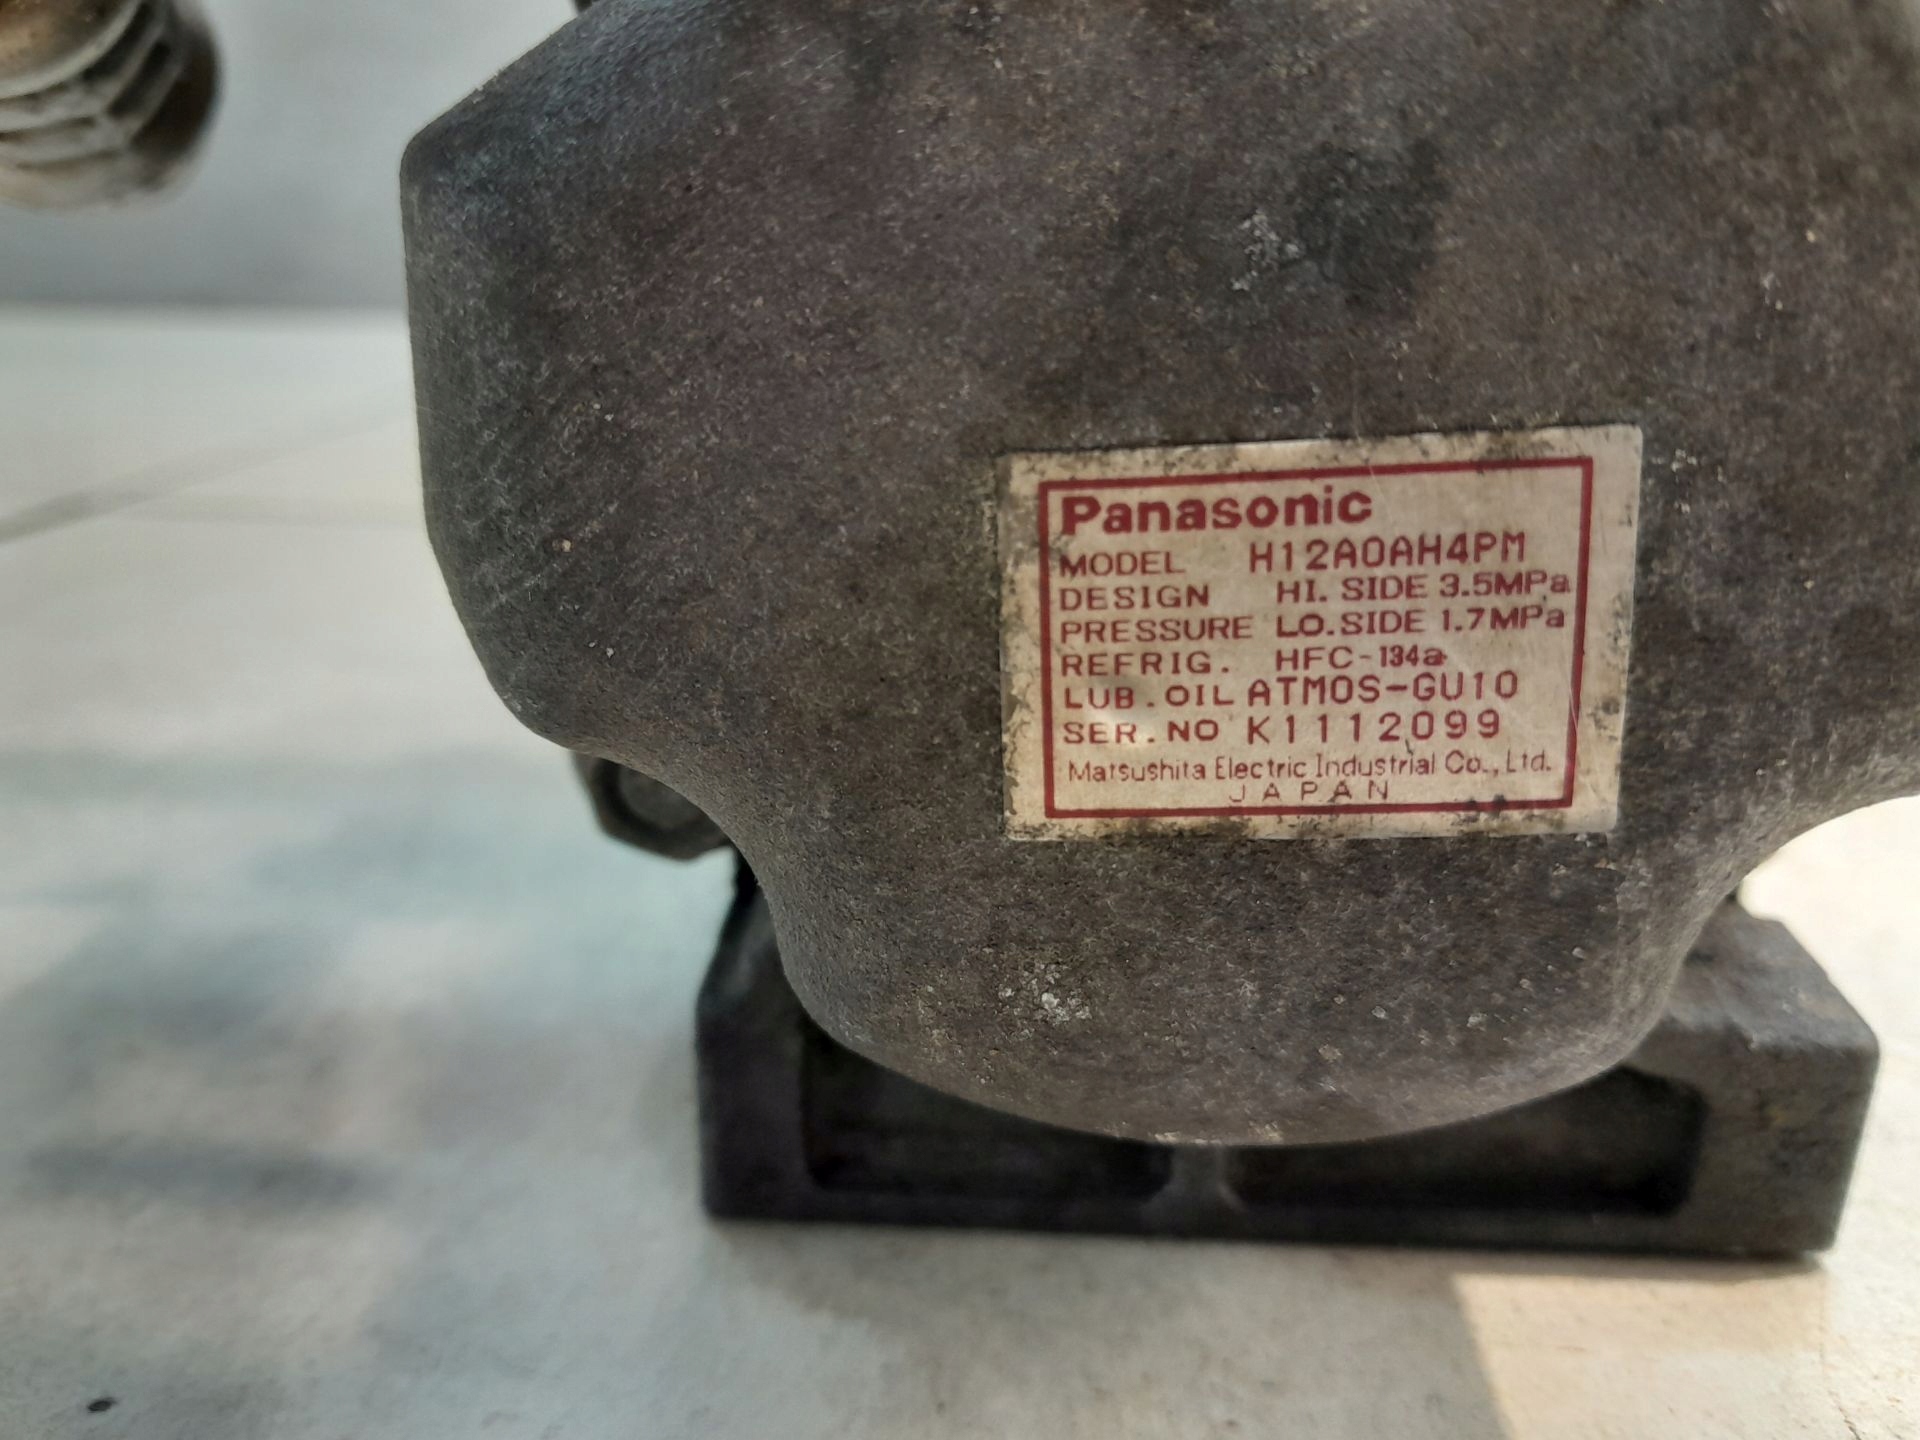 Panasonic
MODEL H12A0AH4PM
DESIGN HI. SIDE 3.5MPa
PRESSURE LO.SIDE 1.7MPa
REFRIG. HFC-134a
LUB.OIL ATMOS-GU10
SER.NO K1112099
Matsushita Electric Industrial Co., Ltd.
JAPAN